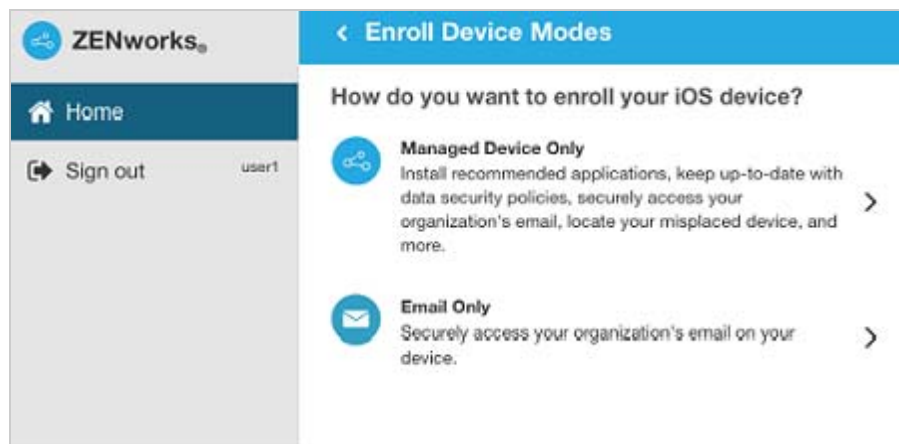 ZENworks®
Home
Sign out
user1
Enroll Device Modes
How do you want to enroll your iOS device?
Managed Device Only
Install recommended applications, keep up-to-date with
data security policies, securely access your
organization's email, locate your misplaced device, and
more.
Email Only
Securely access your organization's email on your
device.